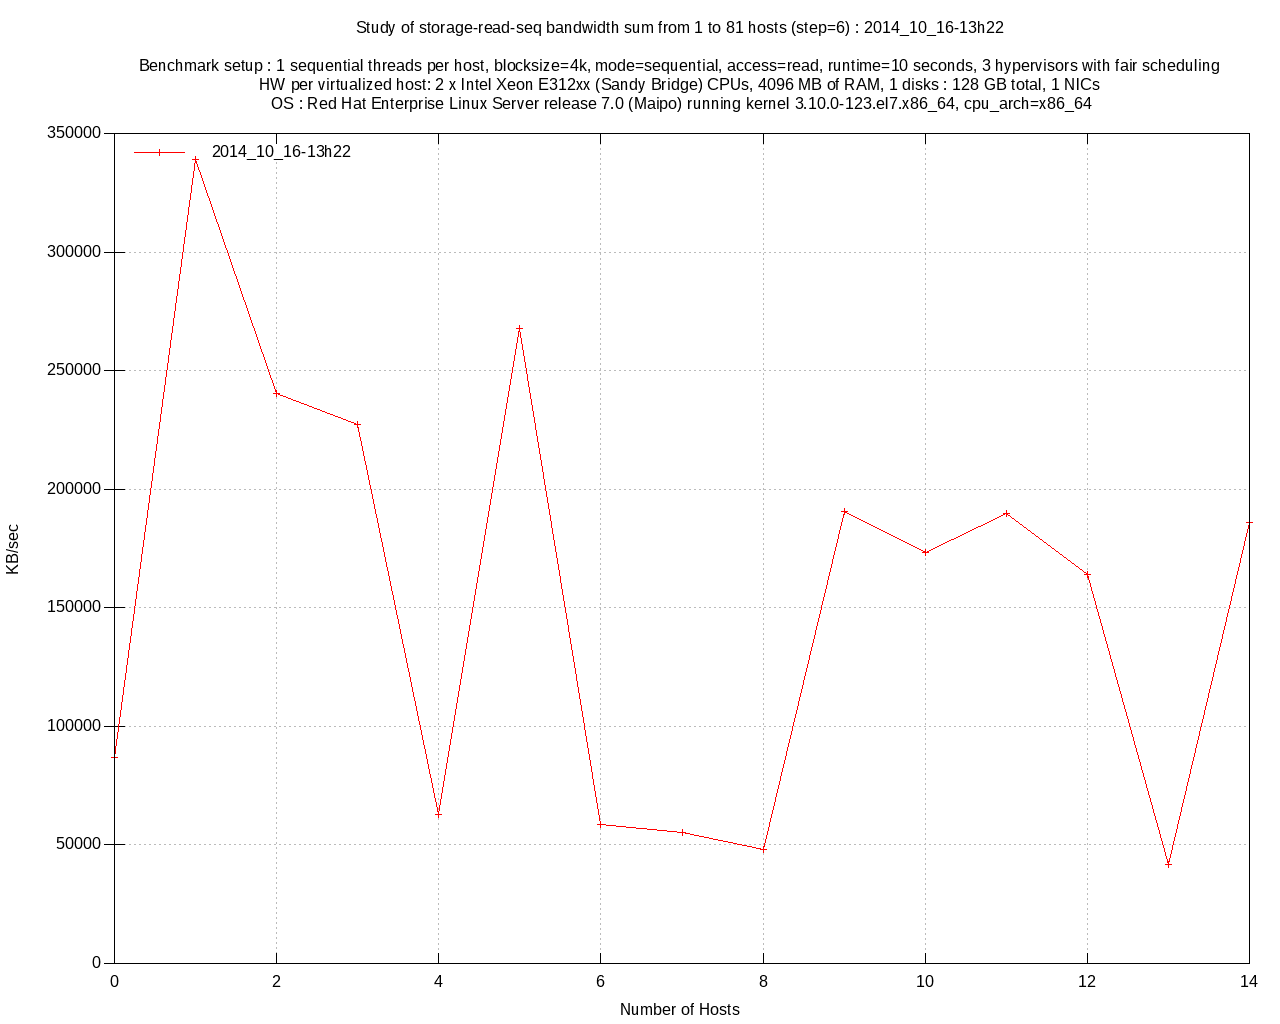 Study of storage-read-seq bandwidth sum from 1 to 81 hosts (step=6) : 2014_10_16-13h22
Benchmark setup : 1 sequential threads per host, blocksize=4k, mode=sequential, access=read, runtime=10 seconds, 3 hypervisors with fair scheduling
HW per virtualized host: 2 x Intel Xeon E312xx (Sandy Bridge) CPUs, 4096 MB of RAM, 1 disks : 128 GB total, 1 NICs
OS : Red Hat Enterprise Linux Server release 7.0 (Maipo) running kernel 3.10.0-123.el7.x86_64, cpu_arch=x86_64
350000
2014_10_16-13h22
300000
250000
200000
KB/sec
150000
100000
50000
0
0 2 4 6 8 10 12 14
Number of Hosts